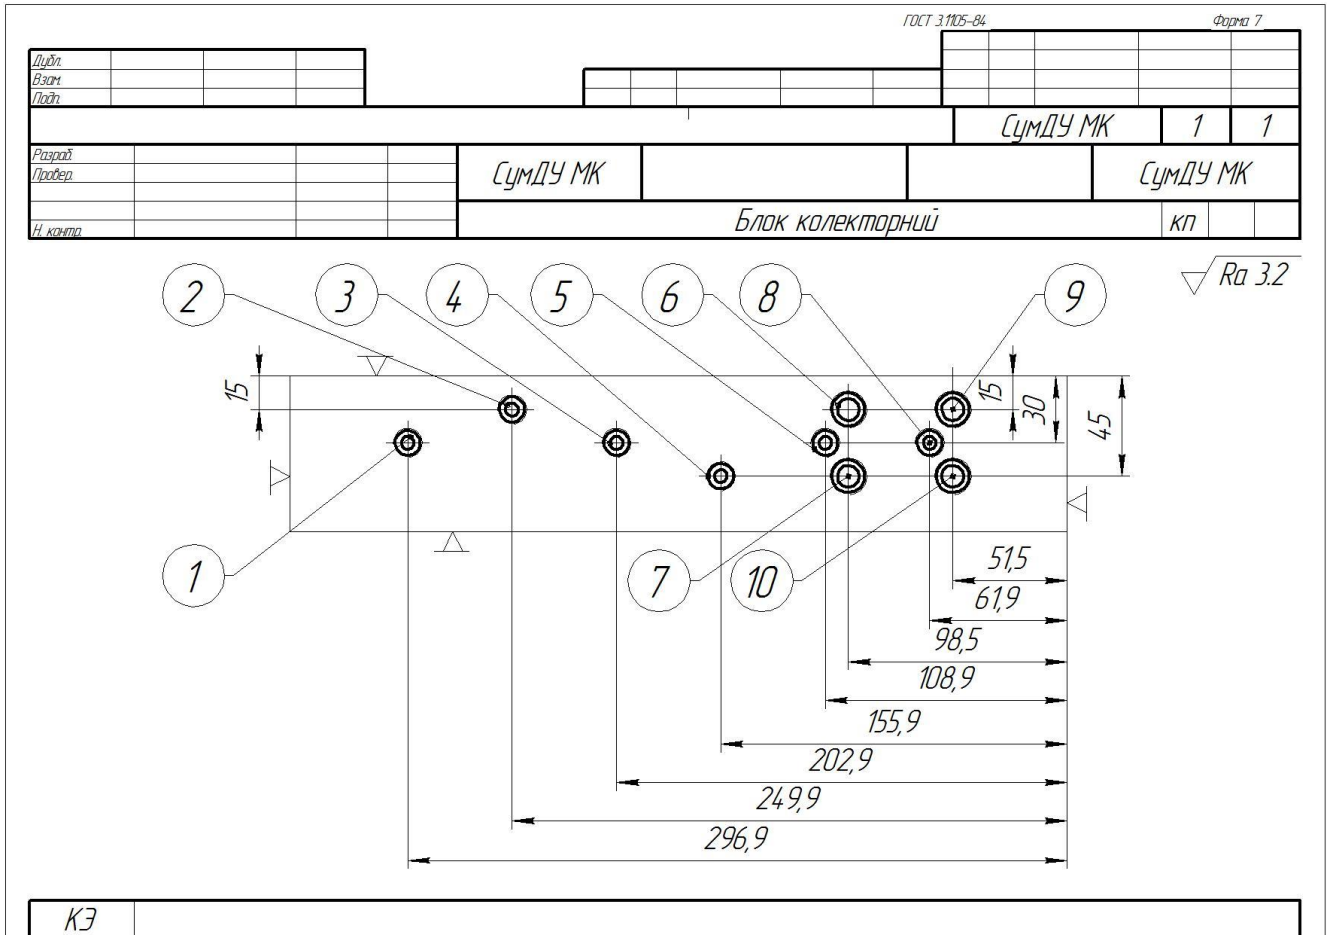 ГОСТ 3.1105-84 Форма 7
Дубл.
Взам.
Подп.
СумДУ МК 1 1
Разраб.
Провер.
СумДУ МК СумДУ МК
Блок колекторний КП
Н. контр.
Ra 3.2
2 3 4 5 6 8 9
15 15 30 45
1 7 10
51,5
61,9
98,5
108,9
155,9
202,9
249,9
296,9
КЭ